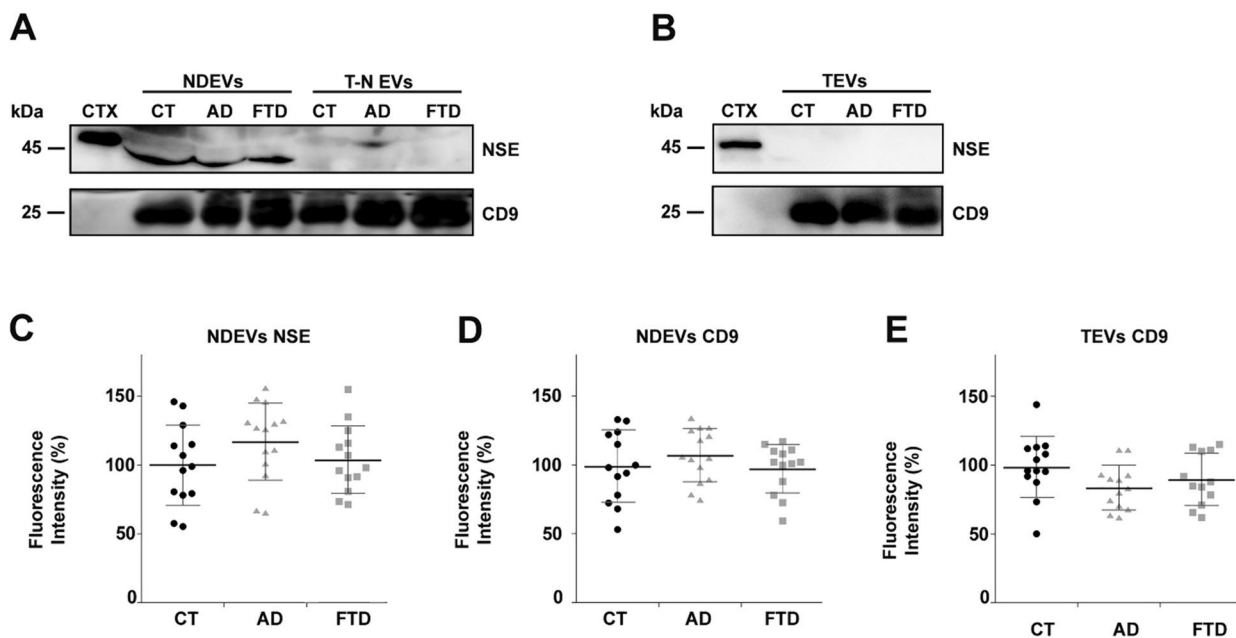 A
NDEVs T-N EVs
kDa CTX CT AD FTD CT AD FTD
45 NSE
25 CD9
B
TEVs
kDa CTX CT AD FTD
45 NSE
25 CD9
C
NDEVs NSE
Fluorescence
Intensity (%)
150
100
50
0
CT AD FTD
D
NDEVs CD9
Fluorescence
Intensity (%)
150
100
50
0
CT AD FTD
E
TEVs CD9
Fluorescence
Intensity (%)
150
100
50
0
CT AD FTD